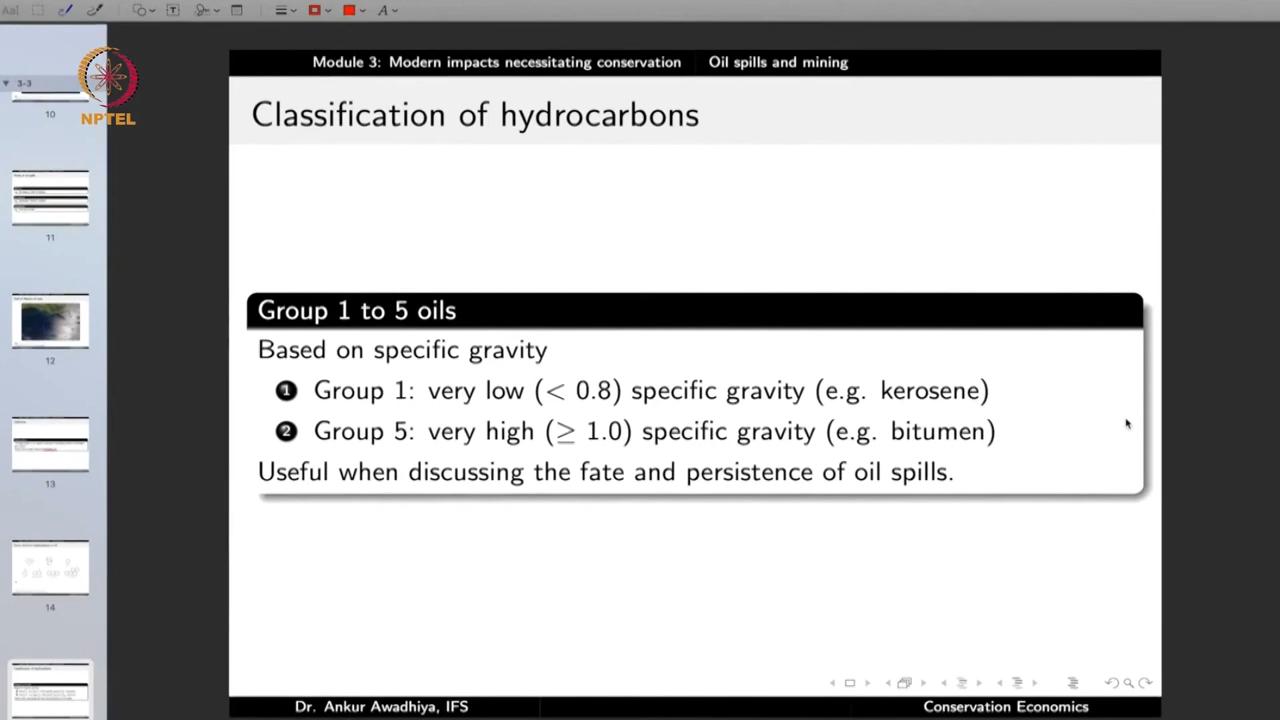 3-3
NPTEL
10
11
12
13
14
Module 3: Modern impacts necessitating conservation Oil spills and mining
Classification of hydrocarbons
Group 1 to 5 oils
Based on specific gravity
1 Group 1: very low (< 0.8) specific gravity (e.g. kerosene)
2 Group 5: very high (≥ 1.0) specific gravity (e.g. bitumen)
Useful when discussing the fate and persistence of oil spills.
Dr. Ankur Awadhiya, IFS Conservation Economics